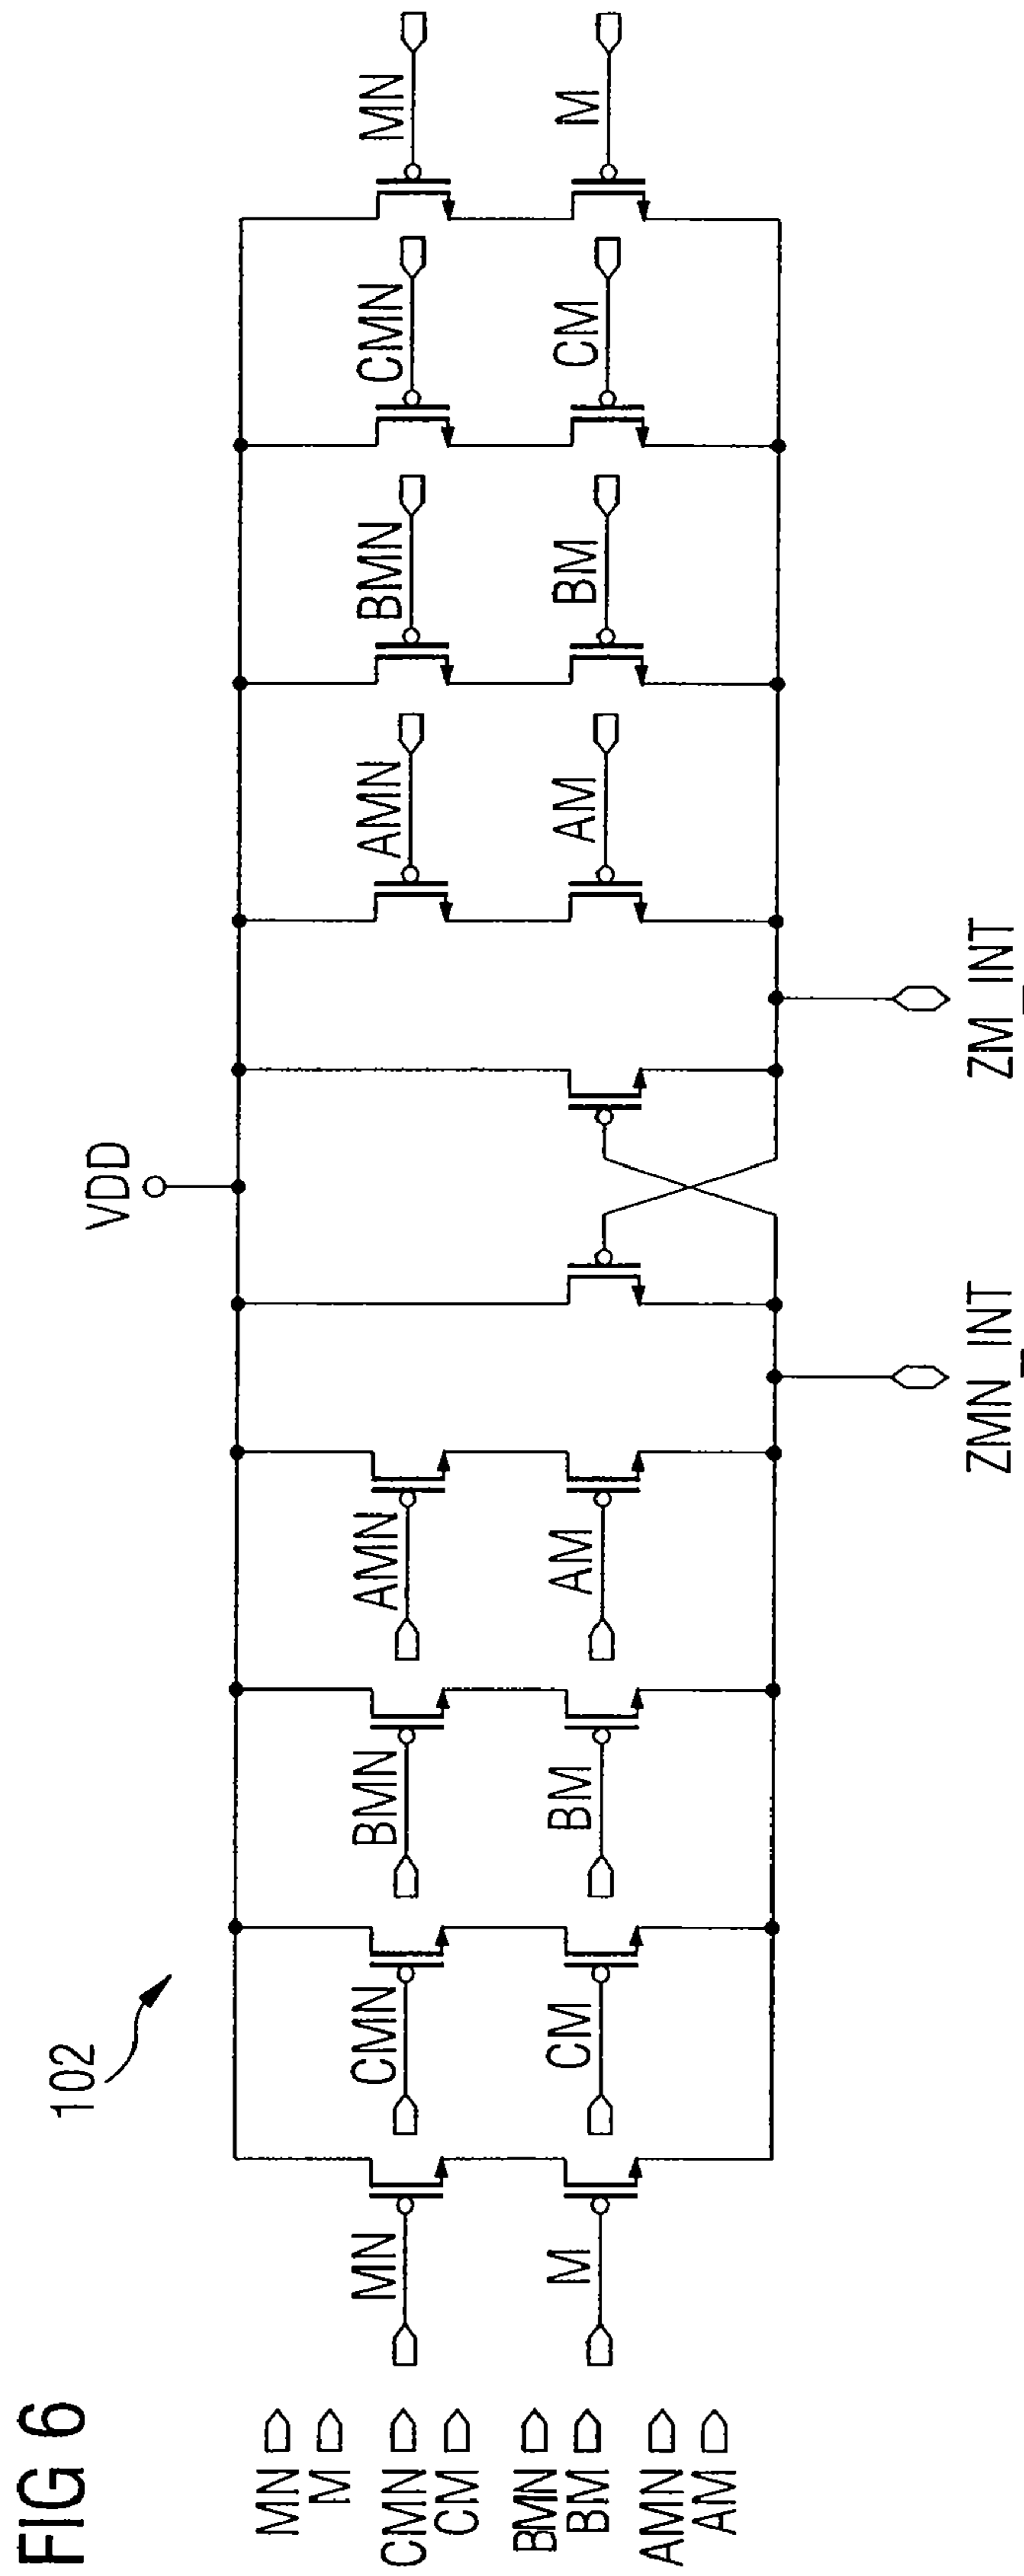 FIG 6
102
VDD
MN
M
CMN
CM
BMN
BM
AMN
AM
MN
CMN
BMN
AMN
AMN
BMN
CMN
MN
M
CM
BM
AM
AM
BM
CM
M
ZMN_INT
ZM_INT